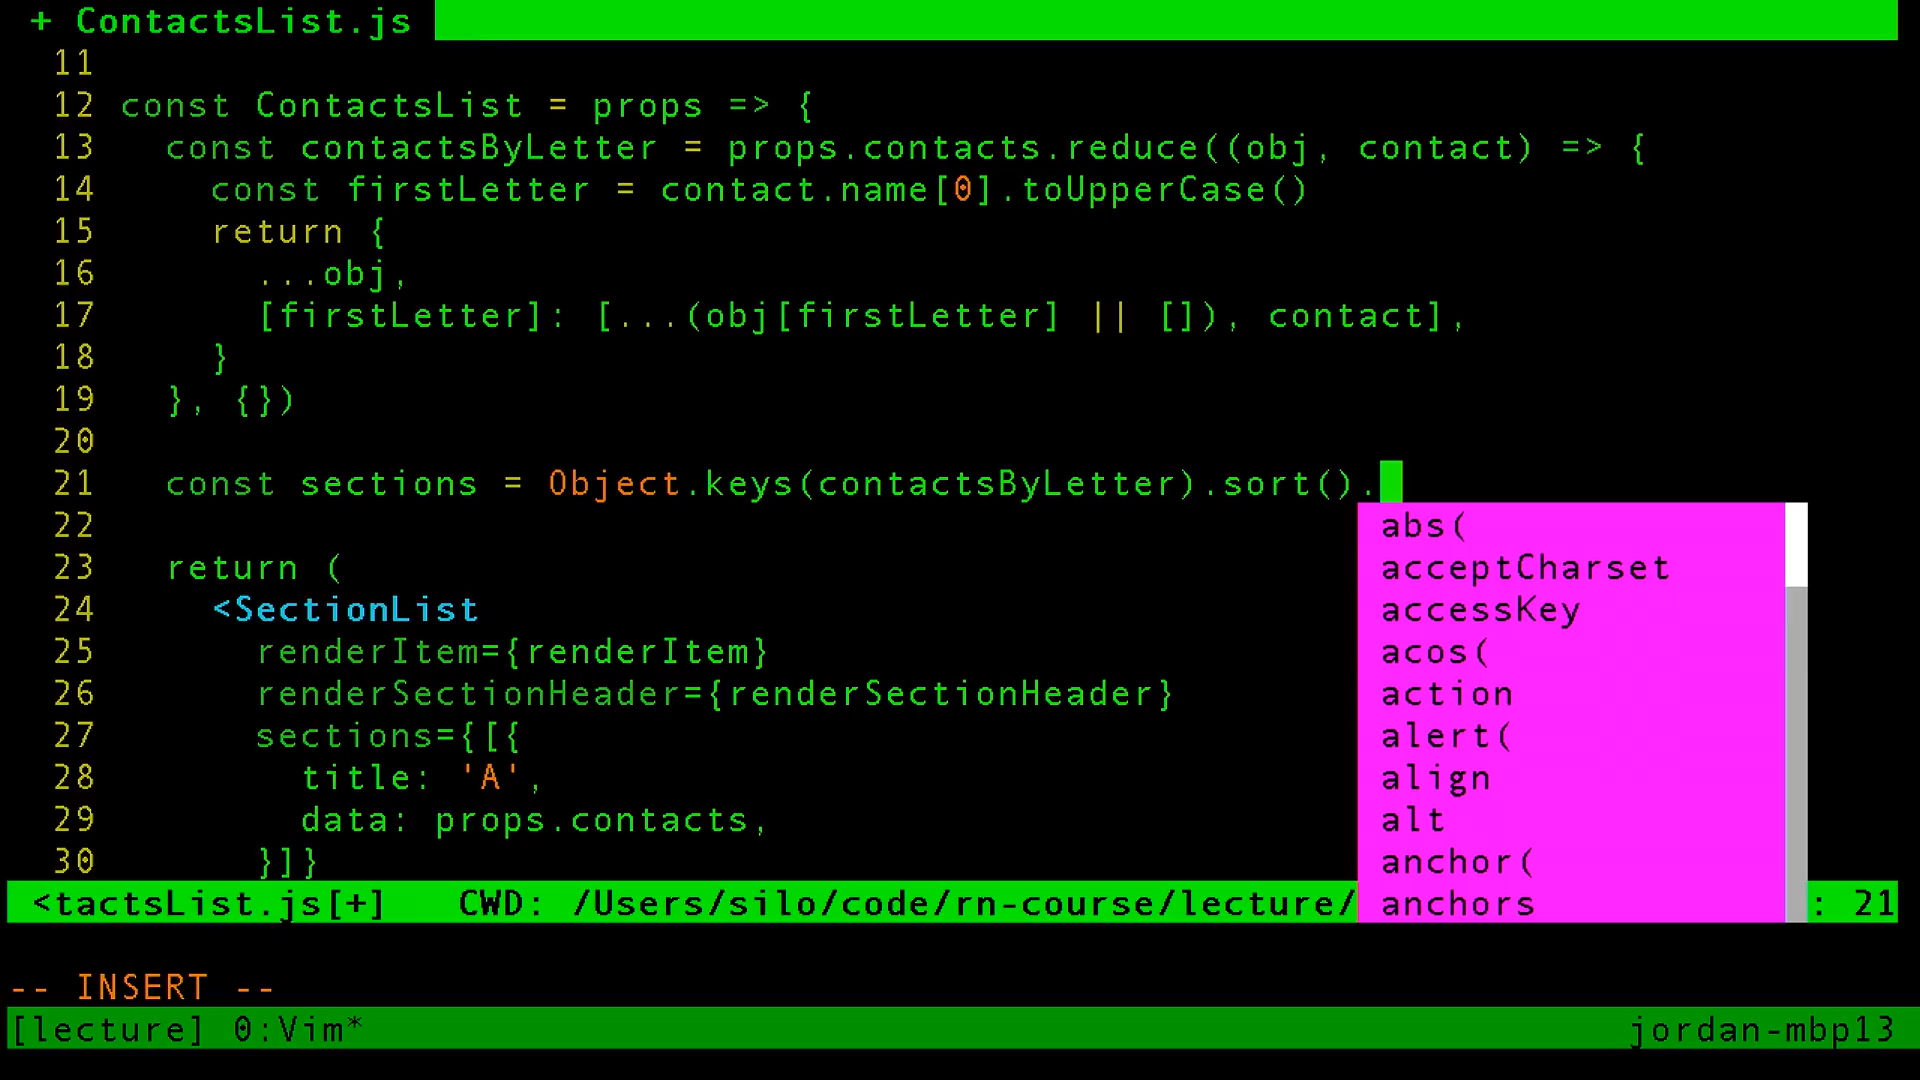 + ContactsList.js
11
12 const ContactsList = props => {
13   const contactsByLetter = props.contacts.reduce((obj, contact) => {
14     const firstLetter = contact.name[0].toUpperCase()
15     return {
16       ...obj,
17       [firstLetter]: [...(obj[firstLetter] || []), contact],
18     }
19   }, {})
20
21   const sections = Object.keys(contactsByLetter).sort().
22 abs(
23   return ( acceptCharset
24     <SectionList accessKey
25       renderItem={renderItem} acos(
26       renderSectionHeader={renderSectionHeader} action
27       sections={[{ alert(
28         title: 'A', align
29         data: props.contacts, alt
30       }]} anchor(
<tactsList.js[+]   CWD: /Users/silo/code/rn-course/lecture/ anchors : 21
-- INSERT --
[lecture] 0:Vim* jordan-mbp13